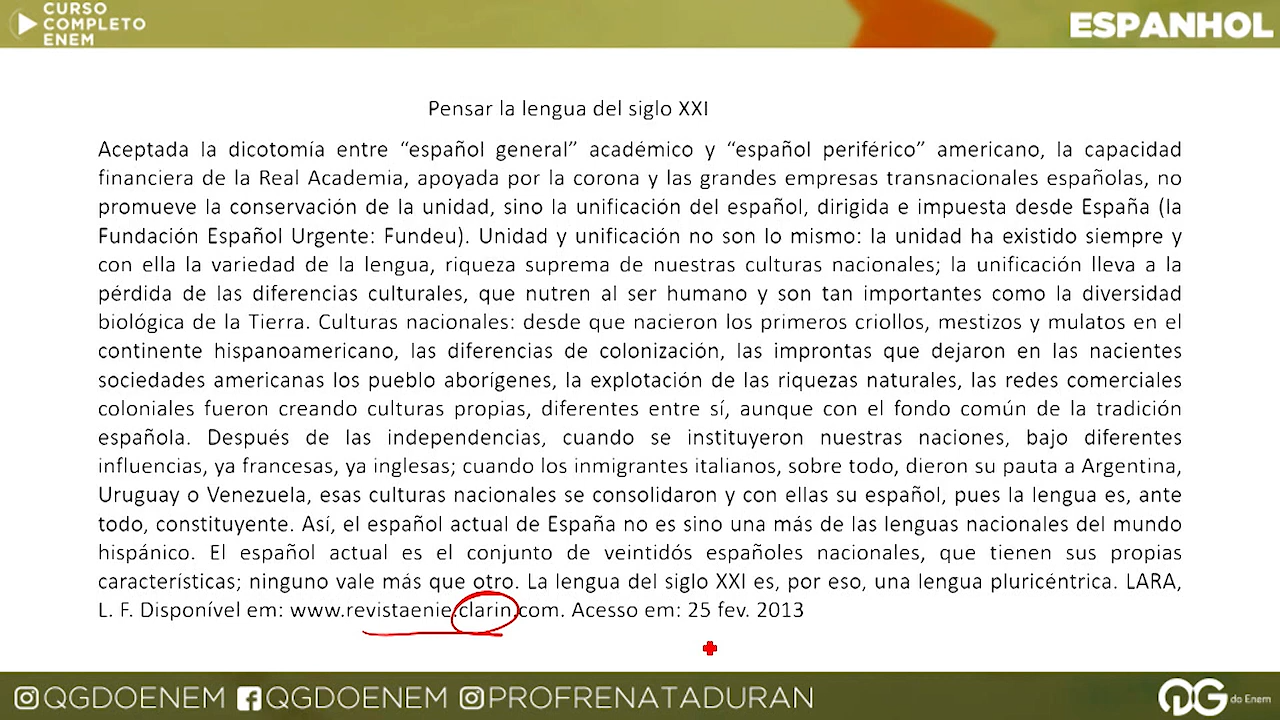 CURSO
COMPLETO
ENEM
ESPANHOL
Pensar la lengua del siglo XXI
Aceptada la dicotomía entre “español general” académico y “español periférico” americano, la capacidad
financiera de la Real Academia, apoyada por la corona y las grandes empresas transnacionales españolas, no
promueve la conservación de la unidad, sino la unificación del español, dirigida e impuesta desde España (la
Fundación Español Urgente: Fundeu). Unidad y unificación no son lo mismo: la unidad ha existido siempre y
con ella la variedad de la lengua, riqueza suprema de nuestras culturas nacionales; la unificación lleva a la
pérdida de las diferencias culturales, que nutren al ser humano y son tan importantes como la diversidad
biológica de la Tierra. Culturas nacionales: desde que nacieron los primeros criollos, mestizos y mulatos en el
continente hispanoamericano, las diferencias de colonización, las improntas que dejaron en las nacientes
sociedades americanas los pueblo aborígenes, la explotación de las riquezas naturales, las redes comerciales
coloniales fueron creando culturas propias, diferentes entre sí, aunque con el fondo común de la tradición
española. Después de las independencias, cuando se instituyeron nuestras naciones, bajo diferentes
influencias, ya francesas, ya inglesas; cuando los inmigrantes italianos, sobre todo, dieron su pauta a Argentina,
Uruguay o Venezuela, esas culturas nacionales se consolidaron y con ellas su español, pues la lengua es, ante
todo, constituyente. Así, el español actual de España no es sino una más de las lenguas nacionales del mundo
hispánico. El español actual es el conjunto de veintidós españoles nacionales, que tienen sus propias
características; ninguno vale más que otro. La lengua del siglo XXI es, por eso, una lengua pluricéntrica. LARA,
L. F. Disponível em: www.revistaenie.clarin.com. Acesso em: 25 fev. 2013
@QGDOENEM QGDOENEM @PROFRENATADURAN
QG do Enem